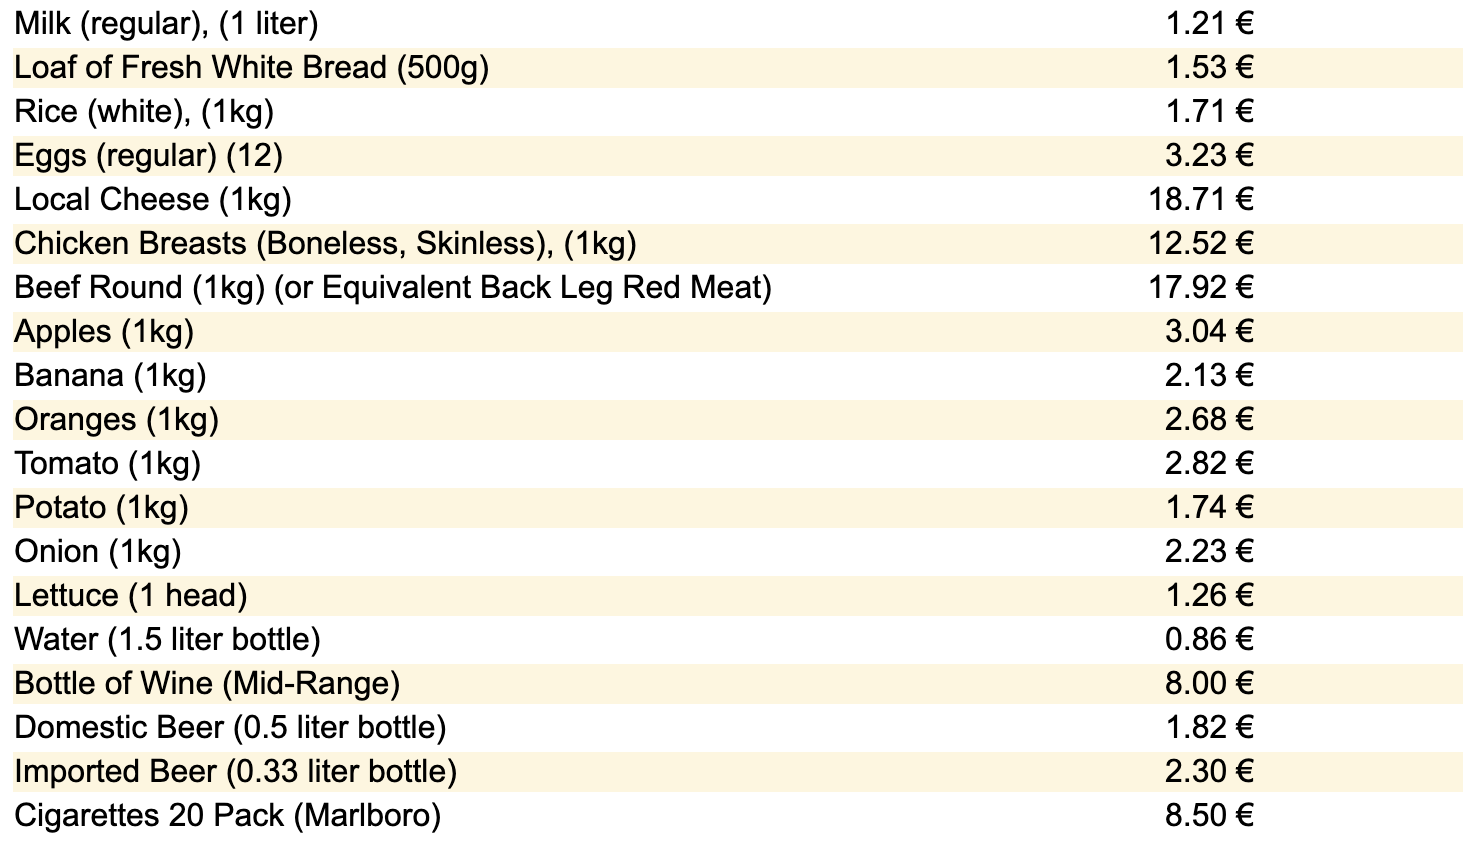 Milk (regular), (1 liter) 1.21 €
Loaf of Fresh White Bread (500g) 1.53 €
Rice (white), (1kg) 1.71 €
Eggs (regular) (12) 3.23 €
Local Cheese (1kg) 18.71 €
Chicken Breasts (Boneless, Skinless), (1kg) 12.52 €
Beef Round (1kg) (or Equivalent Back Leg Red Meat) 17.92 €
Apples (1kg) 3.04 €
Banana (1kg) 2.13 €
Oranges (1kg) 2.68 €
Tomato (1kg) 2.82 €
Potato (1kg) 1.74 €
Onion (1kg) 2.23 €
Lettuce (1 head) 1.26 €
Water (1.5 liter bottle) 0.86 €
Bottle of Wine (Mid-Range) 8.00 €
Domestic Beer (0.5 liter bottle) 1.82 €
Imported Beer (0.33 liter bottle) 2.30 €
Cigarettes 20 Pack (Marlboro) 8.50 €